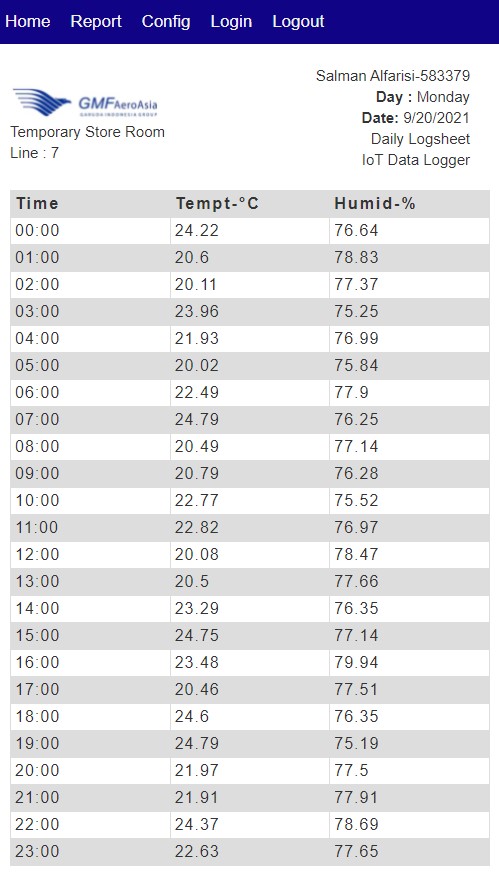 Home Report Config Login Logout
Salman Alfarisi-583379
Day : Monday
Date: 9/20/2021
Daily Logsheet
IoT Data Logger
GMF AeroAsia
GARUDA INDONESIA GROUP
Temporary Store Room
Line : 7
Time Tempt-°C Humid-%
00:00 24.22 76.64
01:00 20.6 78.83
02:00 20.11 77.37
03:00 23.96 75.25
04:00 21.93 76.99
05:00 20.02 75.84
06:00 22.49 77.9
07:00 24.79 76.25
08:00 20.49 77.14
09:00 20.79 76.28
10:00 22.77 75.52
11:00 22.82 76.97
12:00 20.08 78.47
13:00 20.5 77.66
14:00 23.29 76.35
15:00 24.75 77.14
16:00 23.48 79.94
17:00 20.46 77.51
18:00 24.6 76.35
19:00 24.79 75.19
20:00 21.97 77.5
21:00 21.91 77.91
22:00 24.37 78.69
23:00 22.63 77.65